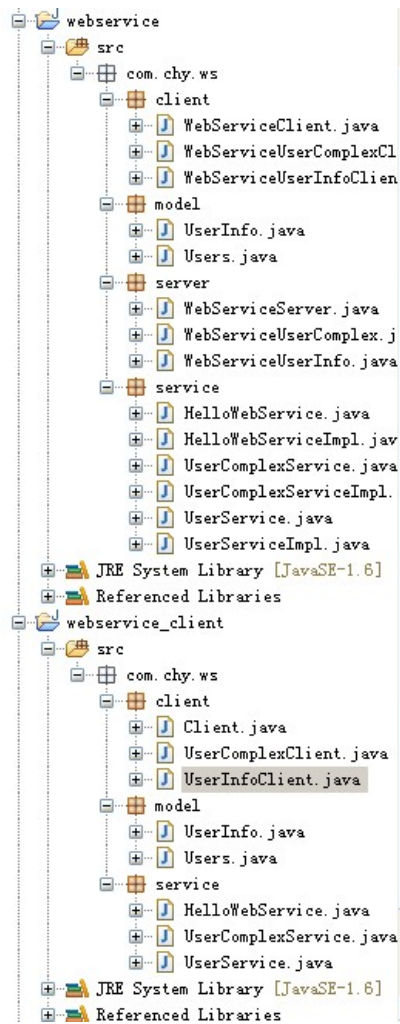 webservice
src
com.chy.ws
client
WebServiceClient.java
WebServiceUserComplexCl
WebServiceUserInfoClien
model
UserInfo.java
Users.java
server
WebServiceServer.java
WebServiceUserComplex.j
WebServiceUserInfo.java
service
HelloWebService.java
HelloWebServiceImpl.jav
UserComplexService.java
UserComplexServiceImpl.
UserService.java
UserServiceImpl.java
JRE System Library [JavaSE-1.6]
Referenced Libraries
webservice_client
src
com.chy.ws
client
Client.java
UserComplexClient.java
UserInfoClient.java
model
UserInfo.java
Users.java
service
HelloWebService.java
UserComplexService.java
UserService.java
JRE System Library [JavaSE-1.6]
Referenced Libraries